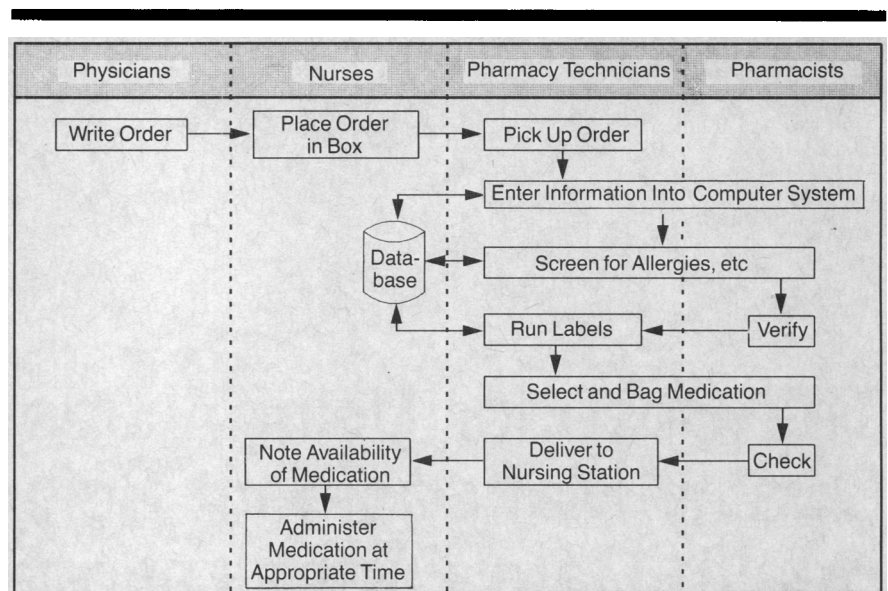 Physicians
Nurses
Pharmacy Technicians
Pharmacists
Write Order
Place Order
in Box
Pick Up Order
Enter Information Into Computer System
Data-
base
Screen for Allergies, etc
Run Labels
Verify
Select and Bag Medication
Note Availability
of Medication
Deliver to
Nursing Station
Check
Administer
Medication at
Appropriate Time